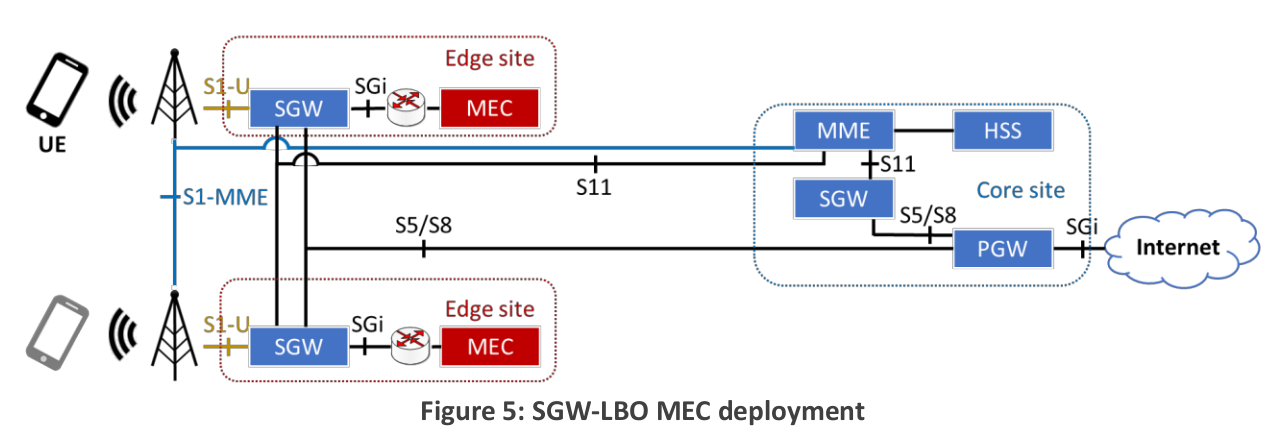 Edge site
S1-U
SGW
SGi
MEC
UE
MME
HSS
S11
S11
S1-MME
SGW
Core site
S5/S8
S5/S8
PGW
SGi
Internet
Edge site
S1-U
SGW
SGi
MEC
Figure 5: SGW-LBO MEC deployment